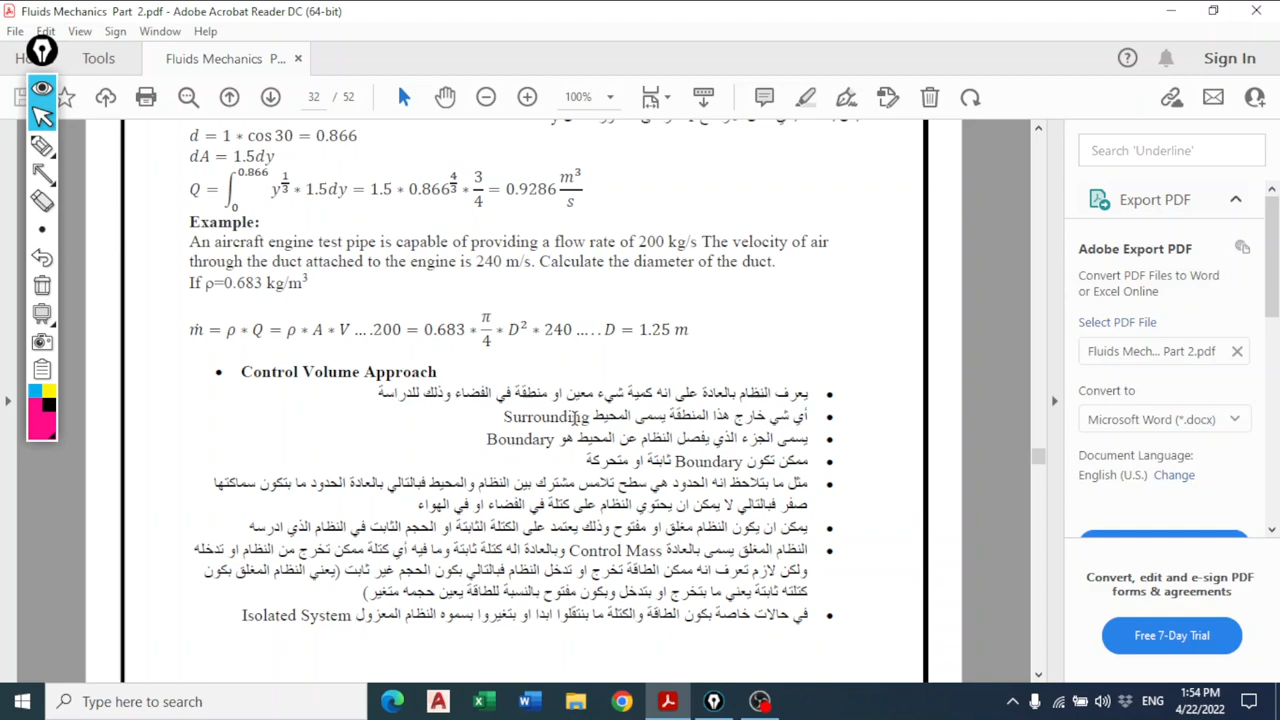 Fluids Mechanics Part 2.pdf - Adobe Acrobat Reader DC (64-bit)
File Edit View Sign Window Help
Tools
Fluids Mechanics P... ×
Sign In
32 / 52
100%
d = 1 * cos 30 = 0.866
dA = 1.5dy
Q = ∫₀^0.866 y^(1/3) * 1.5dy = 1.5 * 0.866^(4/3) * 3/4 = 0.9286 m³/s
Example:
An aircraft engine test pipe is capable of providing a flow rate of 200 kg/s The velocity of air
through the duct attached to the engine is 240 m/s. Calculate the diameter of the duct.
If ρ=0.683 kg/m³
ṁ = ρ * Q = ρ * A * V ....200 = 0.683 * π/4 * D² * 240 ..... D = 1.25 m
• Control Volume Approach
• يعرف النظام بالعادة على انه كمية شيء معين او منطقة في الفضاء وذلك للدراسة
• أي شي خارج هذا المنطقة يسمى المحيط Surrounding
• يسمى الجزء الذي يفصل النظام عن المحيط هو Boundary
• ممكن تكون Boundary ثابتة او متحركة
• مثل ما بتلاحظ انه الحدود هي سطح تلامس مشترك بين النظام والمحيط فبالتالي بالعادة الحدود ما بتكون سماكتها
صفر فبالتالي لا يمكن ان يحتوي النظام على كتلة في الفضاء او في الهواء
• يمكن ان يكون النظام مغلق او مفتوح وذلك يعتمد على الكتلة الثابتة او الحجم الثابت في النظام الذي ادرسه
• النظام المغلق يسمى بالعادة Control Mass وبالعادة اله كتلة ثابتة وما فيه أي كتلة ممكن تخرج من النظام او تدخله
ولكن لازم تعرف انه ممكن الطاقة تخرج او تدخل النظام فبالتالي بكون الحجم غير ثابت (يعني النظام المغلق بكون
كتلته ثابتة يعني ما بتخرج او بتدخل وبكون مفتوح بالنسبة للطاقة يعين حجمه متغير)
• في حالات خاصة بكون الطاقة والكتلة ما بنتقلوا ابدا او بتغيروا بسموه النظام المعزول Isolated System
Search 'Underline'
Export PDF
Adobe Export PDF
Convert PDF Files to Word
or Excel Online
Select PDF File
Fluids Mech... Part 2.pdf ×
Convert to
Microsoft Word (*.docx)
Document Language:
English (U.S.) Change
Convert, edit and e-sign PDF
forms & agreements
Free 7-Day Trial
Type here to search
ENG
1:54 PM
4/22/2022